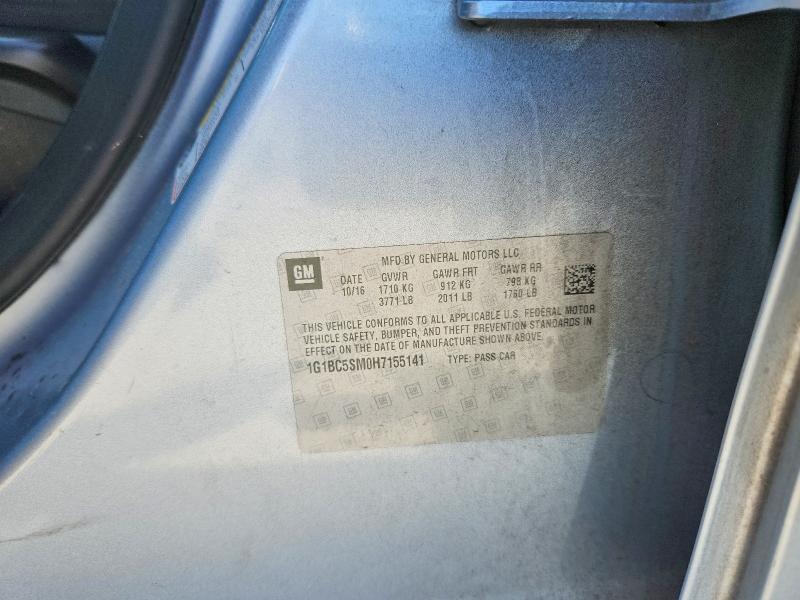 GM
MFD BY GENERAL MOTORS LLC
DATE GVWR GAWR FRT GAWR RR
10/16 1710 KG 912 KG 798 KG
3771 LB 2011 LB 1760 LB
THIS VEHICLE CONFORMS TO ALL APPLICABLE U.S. FEDERAL MOTOR
VEHICLE SAFETY, BUMPER, AND THEFT PREVENTION STANDARDS IN
EFFECT ON THE DATE OF MANUFACTURE SHOWN ABOVE.
1G1BC5SM0H7155141 TYPE: PASS CAR